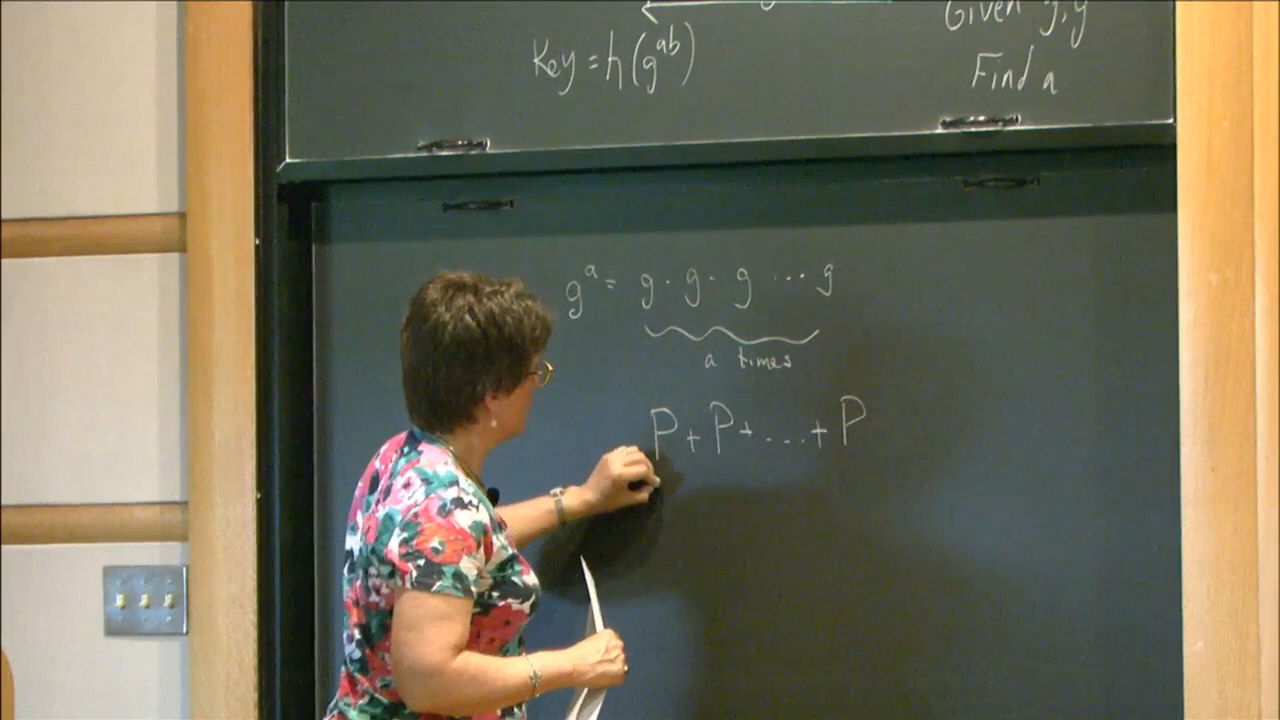 Given g, y
Key = h(g^ab)
Find a
g^a = g · g · g ··· g
a times
P + P + .... + P